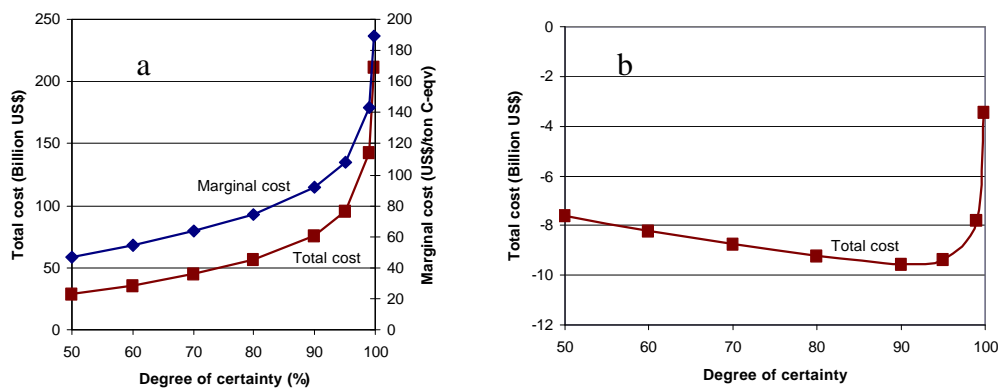 a
Total cost (Billion US$)
250
200
150
100
50
0
Marginal cost
Total cost
200
180
160
140
120
100
80
60
40
20
0
Marginal cost (US$/ton C-eqv)
50 60 70 80 90 100
Degree of certainty (%)
b
Total cost (Billion US$)
0
-2
-4
-6
-8
-10
-12
Total cost
50 60 70 80 90 100
Degree of certainty